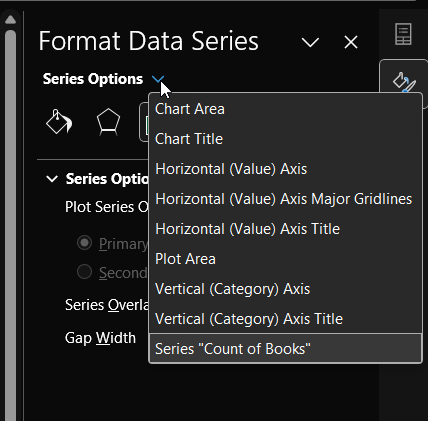 Format Data Series
Series Options
Chart Area
Chart Title
Horizontal (Value) Axis
Horizontal (Value) Axis Major Gridlines
Horizontal (Value) Axis Title
Plot Area
Vertical (Category) Axis
Vertical (Category) Axis Title
Series "Count of Books"
Series Optio
Plot Series O
Primary
Second
Series Overla
Gap Width